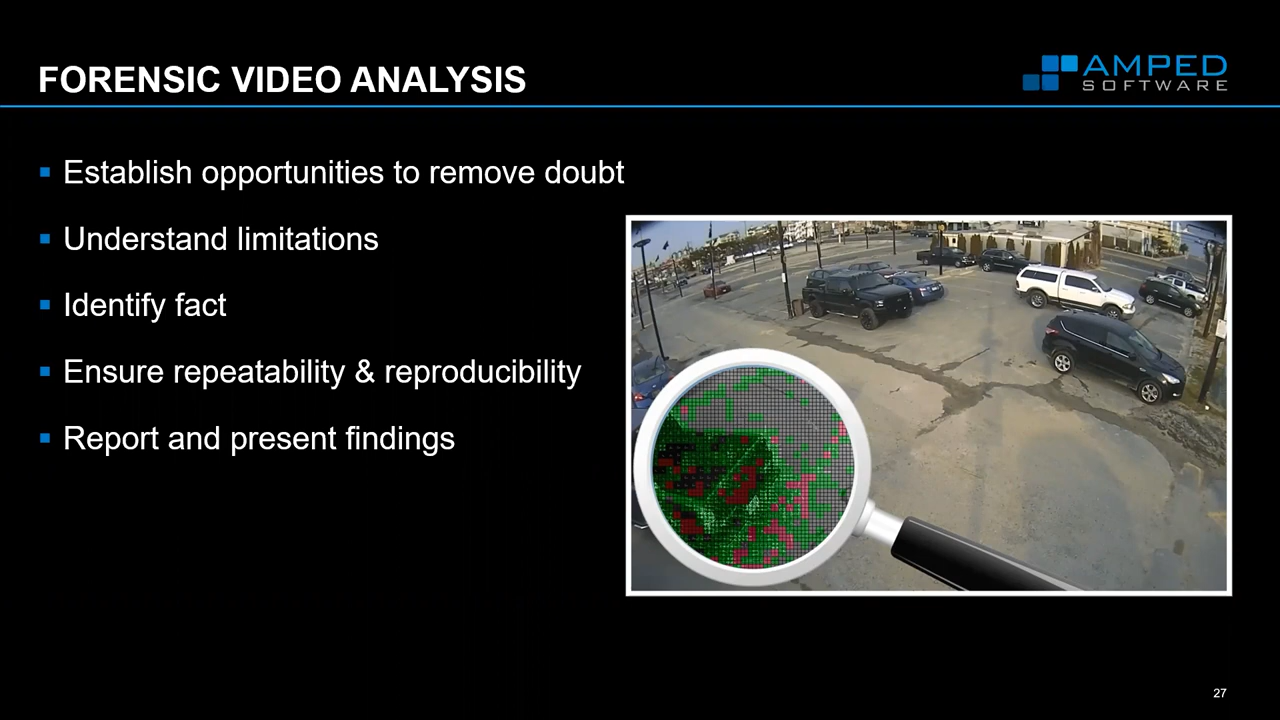 FORENSIC VIDEO ANALYSIS
AMPED
SOFTWARE
Establish opportunities to remove doubt
Understand limitations
Identify fact
Ensure repeatability & reproducibility
Report and present findings
27